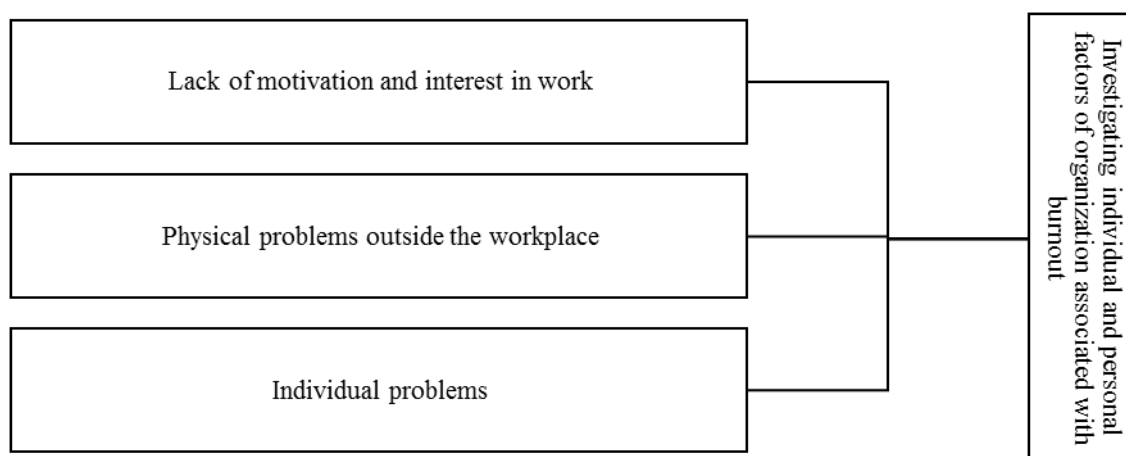 Lack of motivation and interest in work
Physical problems outside the workplace
Individual problems
Investigating individual and personal
factors of organization associated with
burnout